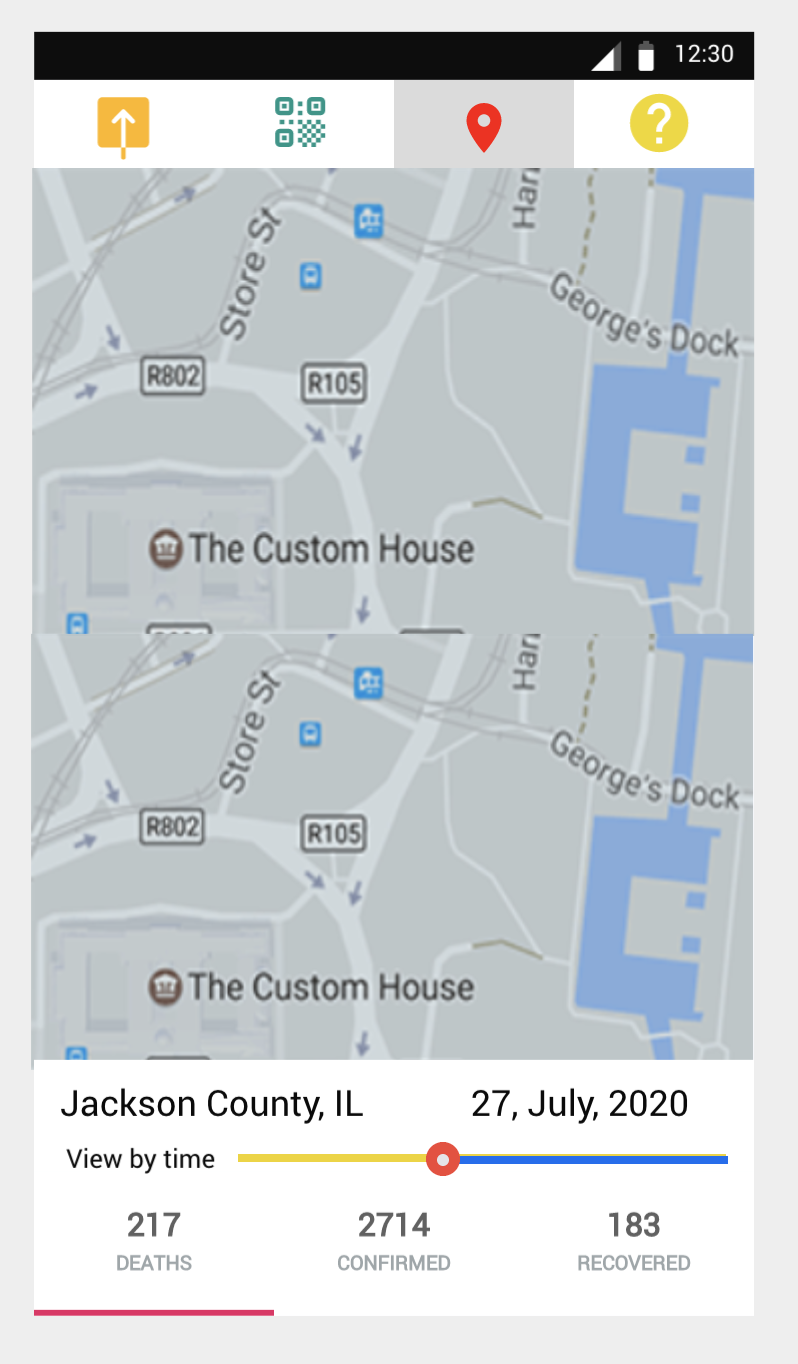 12:30
?
Store St
Har
George's Dock
R802
R105
The Custom House
Store St
Har
George's Dock
R802
R105
The Custom House
Jackson County, IL 27, July, 2020
View by time
217 2714 183
DEATHS CONFIRMED RECOVERED